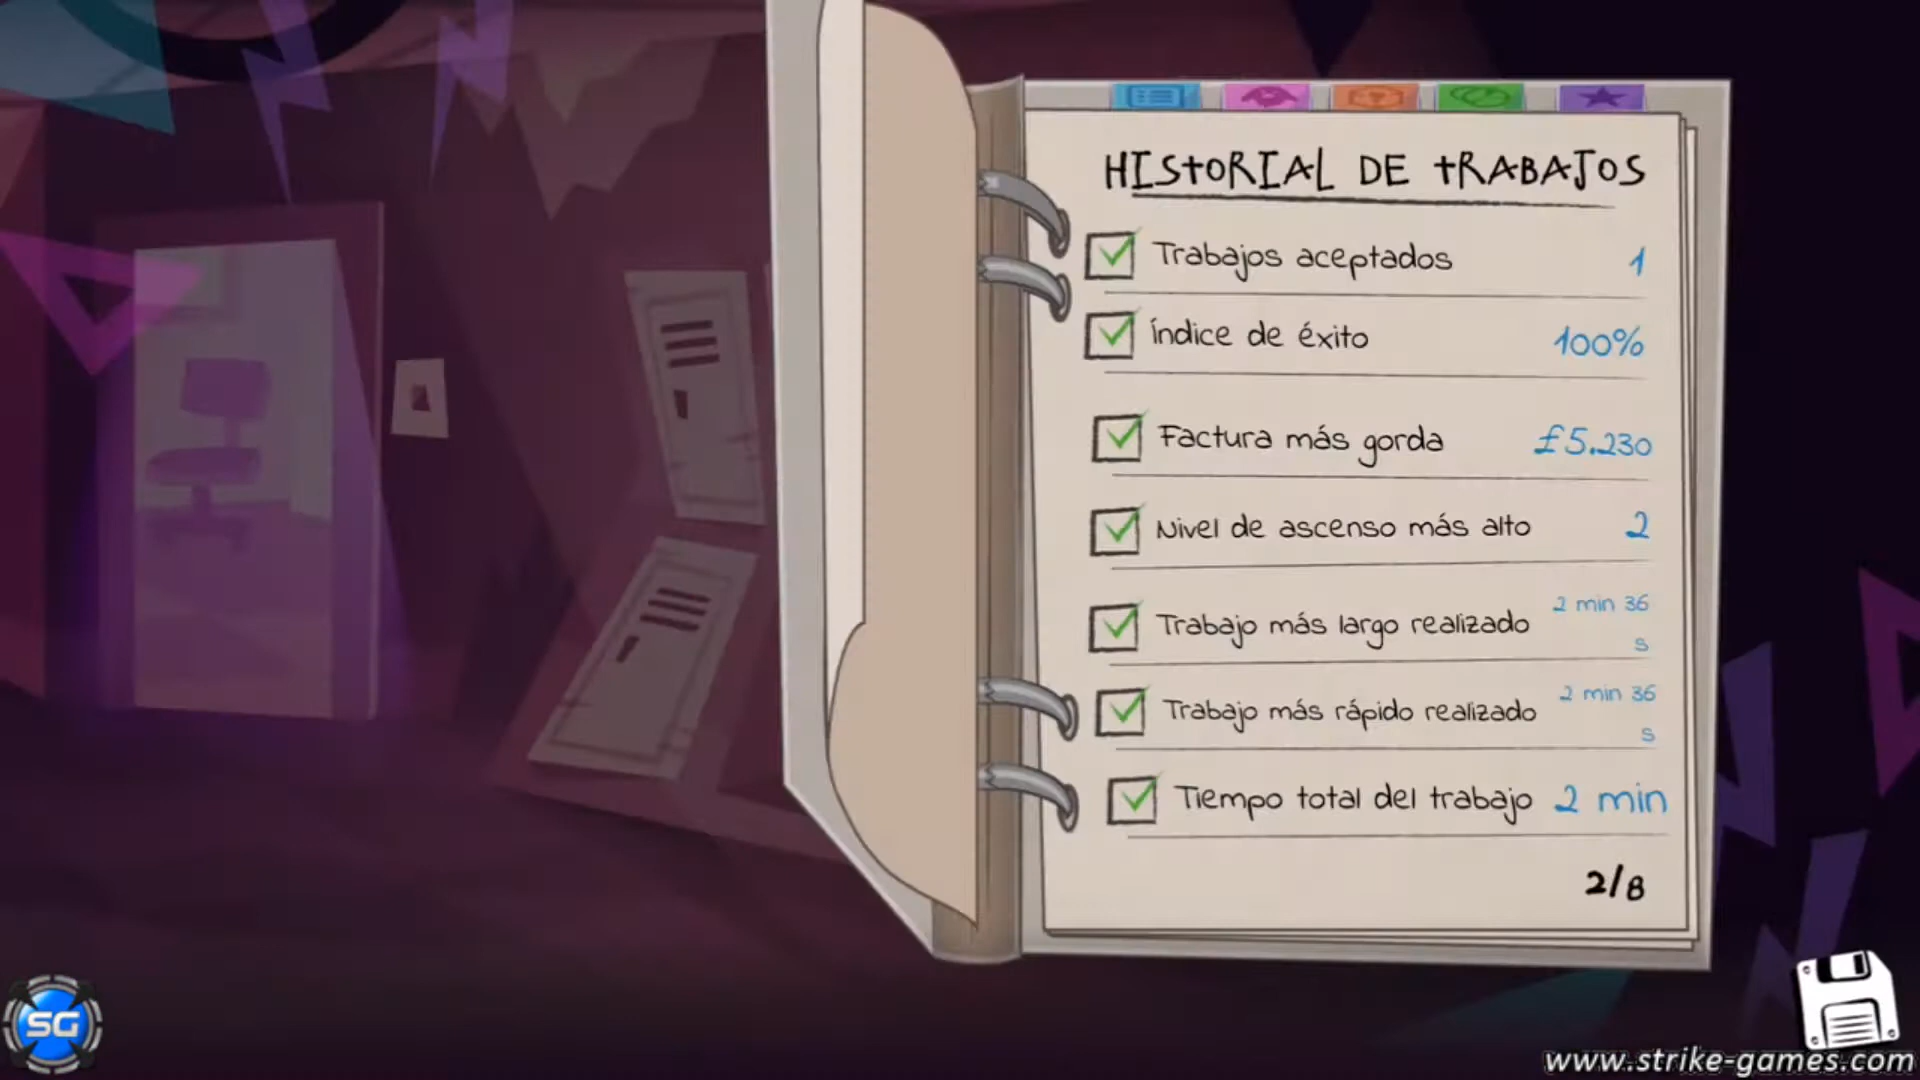 HISTORIAL DE TRABAJOS
Trabajos aceptados 1
Índice de éxito 100%
Factura más gorda £5.230
Nivel de ascenso más alto 2
Trabajo más largo realizado 2 min 36 s
Trabajo más rápido realizado 2 min 36 s
Tiempo total del trabajo 2 min
2/8
SG
www.strike-games.com